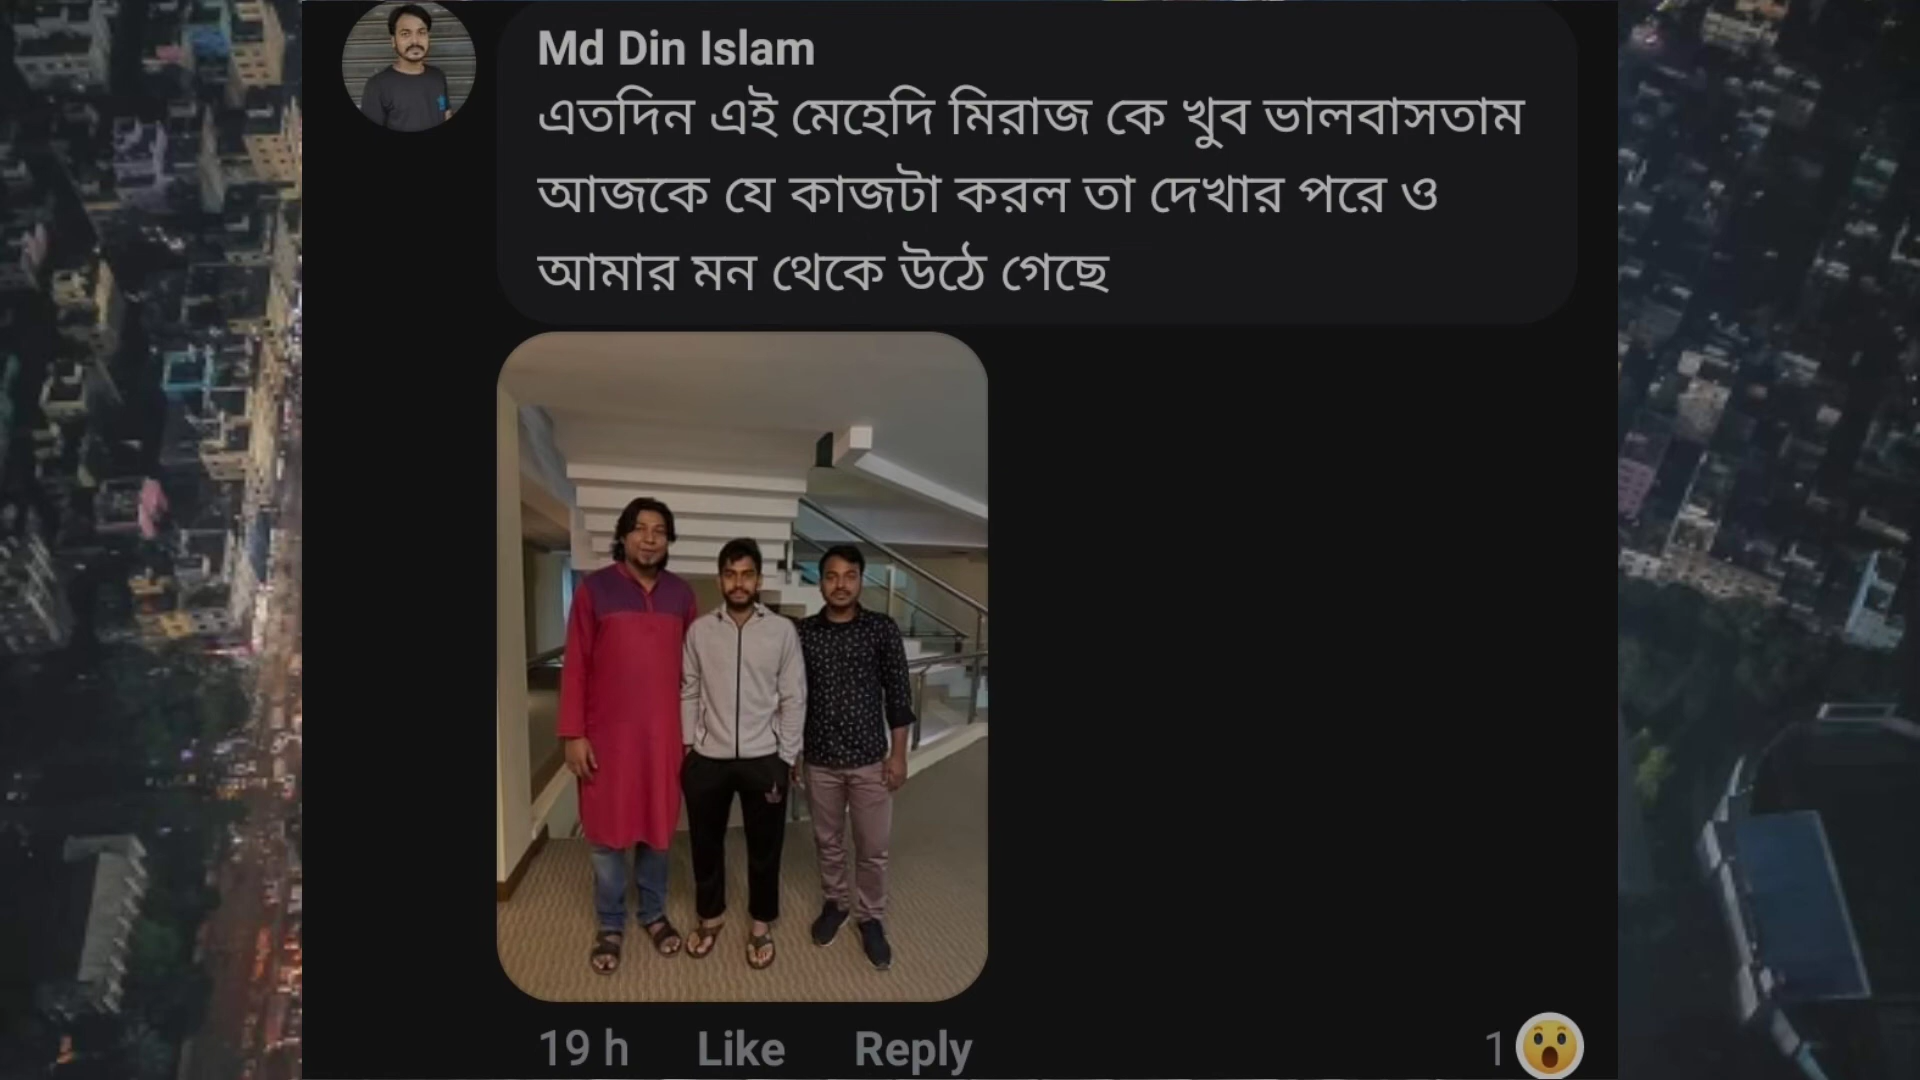 Md Din Islam
এতদিন এই মেহেদি মিরাজ কে খুব ভালবাসতাম
আজকে যে কাজটা করল তা দেখার পরে ও
আমার মন থেকে উঠে গেছে
19 h Like Reply 1